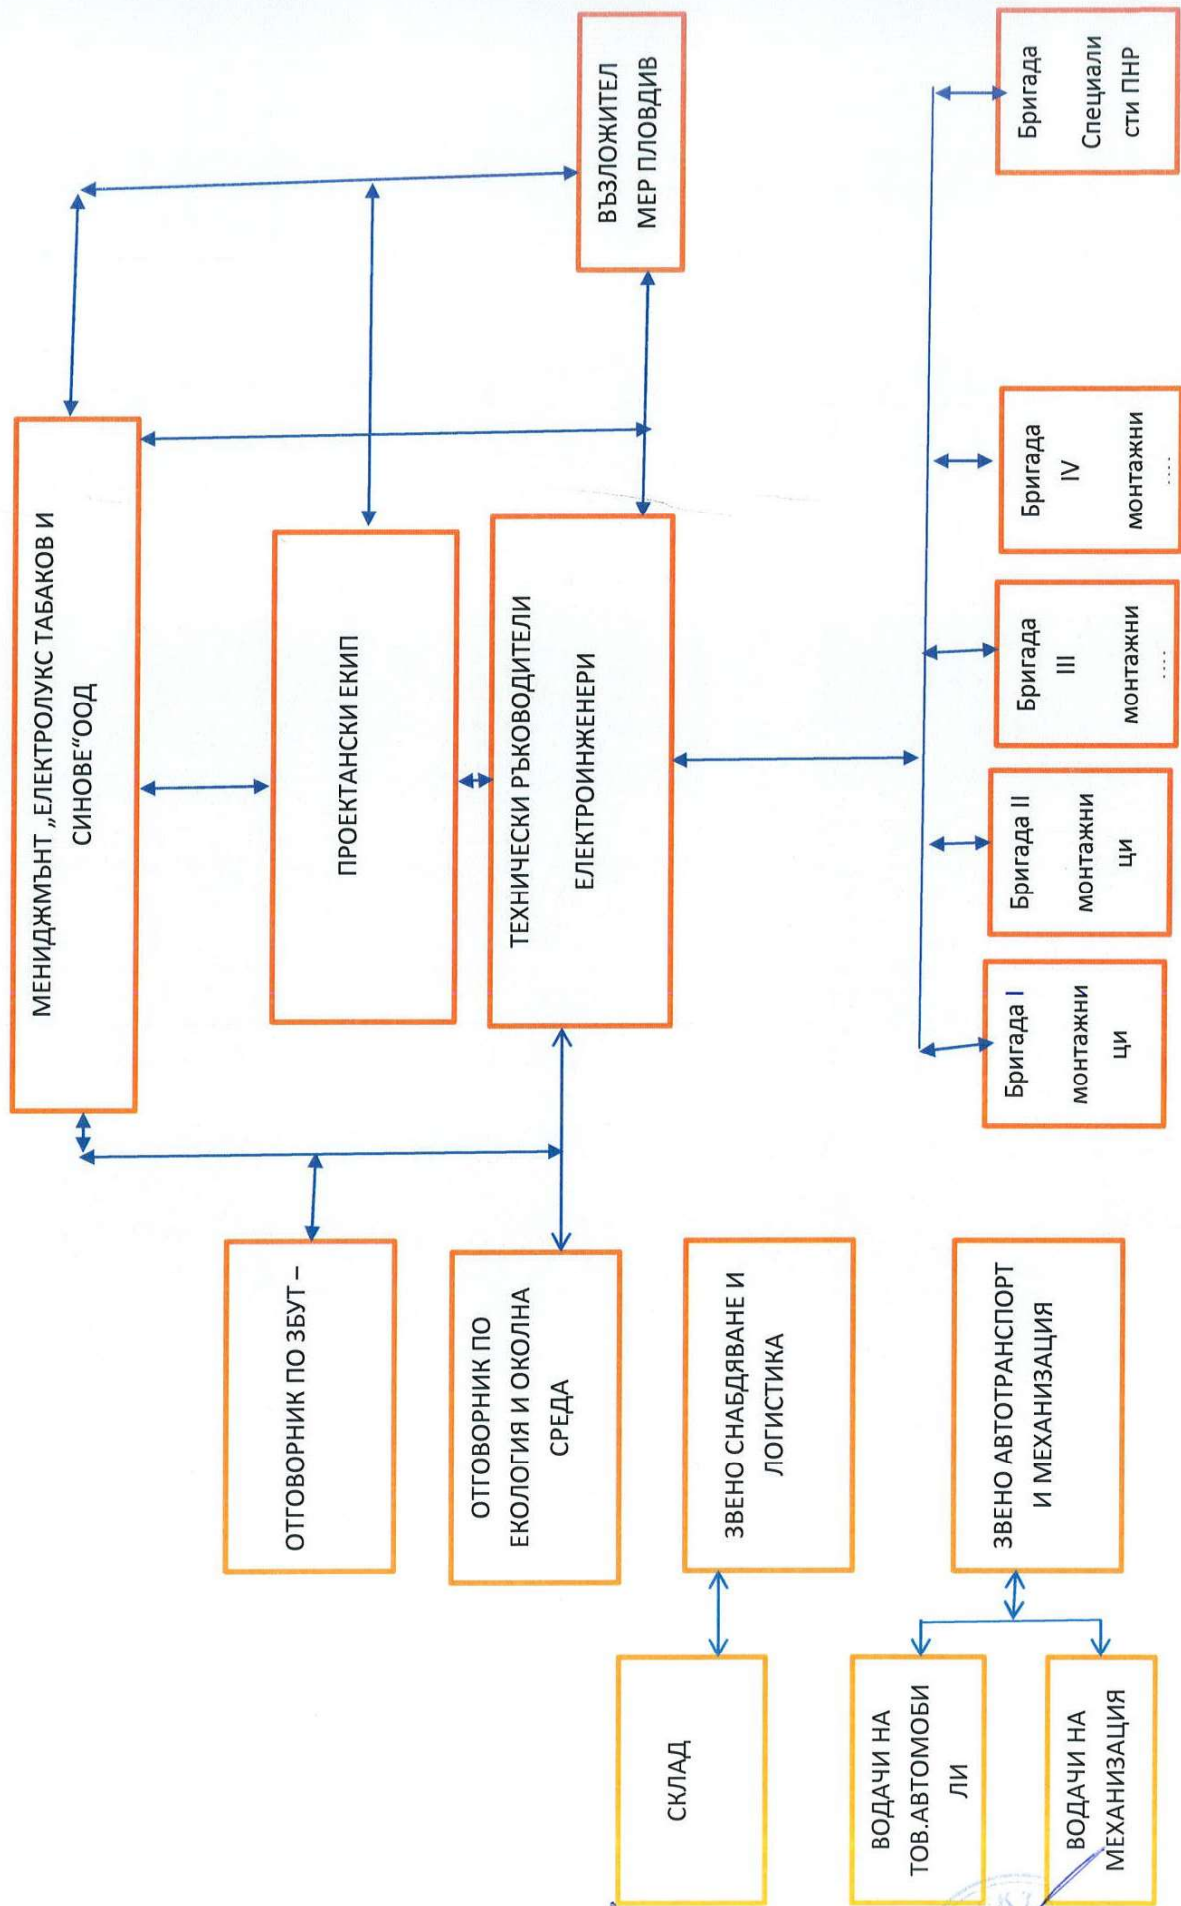 МЕНИДЖМЪНТ „ЕЛЕКТРОЛУКС ТАБАКОВ И
СИНОВЕ“ООД
ВЪЗЛОЖИТЕЛ
МЕР ПЛОВДИВ
ПРОЕКТАНСКИ ЕКИП
ТЕХНИЧЕСКИ РЪКОВОДИТЕЛИ
ЕЛЕКТРОИНЖЕНЕРИ
ОТГОВОРНИК ПО ЗБУТ –
ОТГОВОРНИК ПО
ЕКОЛОГИЯ И ОКОЛНА
СРЕДА
ЗВЕНО СНАБДЯВАНЕ И
ЛОГИСТИКА
ЗВЕНО АВТОТРАНСПОРТ
И МЕХАНИЗАЦИЯ
СКЛАД
ВОДАЧИ НА
ТОВ.АВТОМОБИ
ЛИ
ВОДАЧИ НА
МЕХАНИЗАЦИЯ
Бригада I
монтажни
ци
Бригада II
монтажни
ци
Бригада
III
монтажни
....
Бригада
IV
монтажни
....
Бригада
Специали
сти ПНР